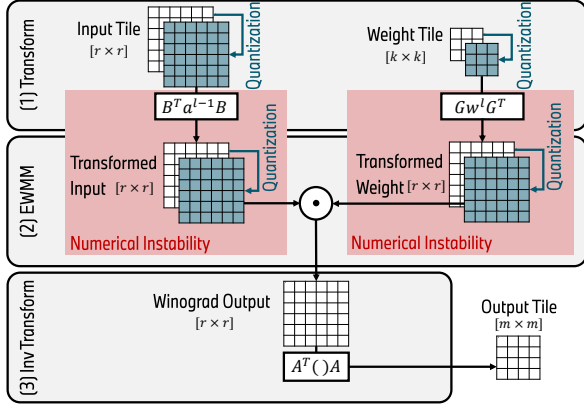 (1) Transform
Input Tile
[r × r]
Quantization
Weight Tile
[k × k]
Quantization
B^T a^{l-1} B
G w^l G^T
(2) EWMM
Transformed
Input [r × r]
Quantization
Numerical Instability
Transformed
Weight [r × r]
Quantization
Numerical Instability
(3) Inv Transform
Winograd Output
[r × r]
A^T( )A
Output Tile
[m × m]